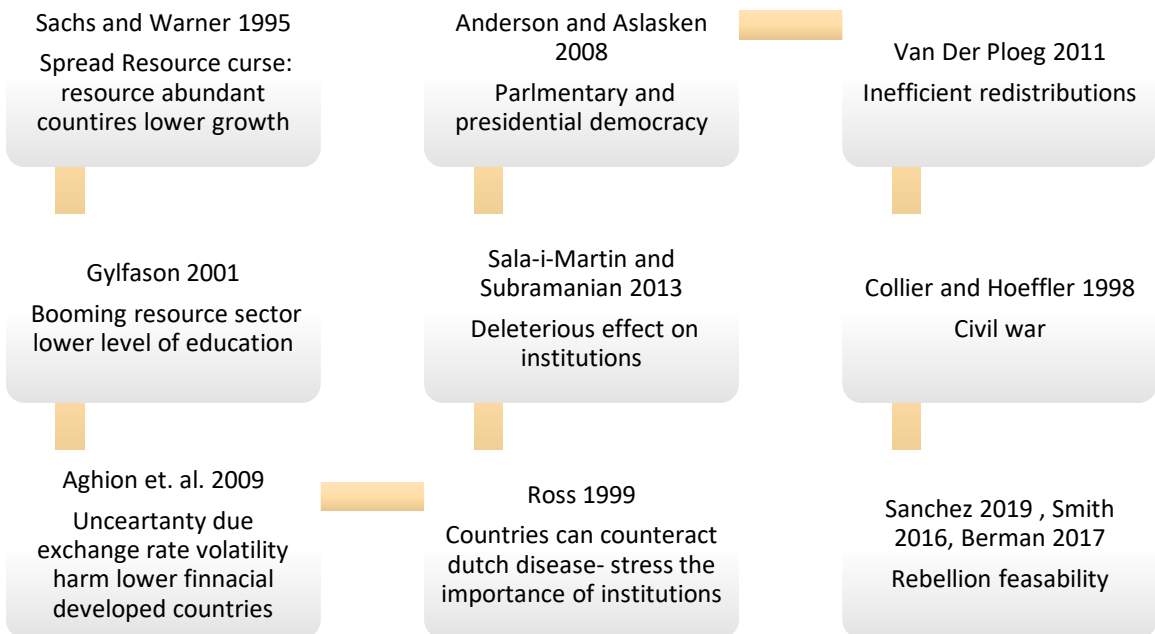 Sachs and Warner 1995
Spread Resource curse:
resource abundant
countires lower growth
Gylfason 2001
Booming resource sector
lower level of education
Aghion et. al. 2009
Unceartanty due
exchange rate volatility
harm lower finnacial
developed countries
Ross 1999
Countries can counteract
dutch disease- stress the
importance of institutions
Sala-i-Martin and
Subramanian 2013
Deleterious effect on
institutions
Anderson and Aslasken
2008
Parlmentary and
presidential democracy
Van Der Ploeg 2011
Inefficient redistributions
Collier and Hoeffler 1998
Civil war
Sanchez 2019 , Smith
2016, Berman 2017
Rebellion feasability